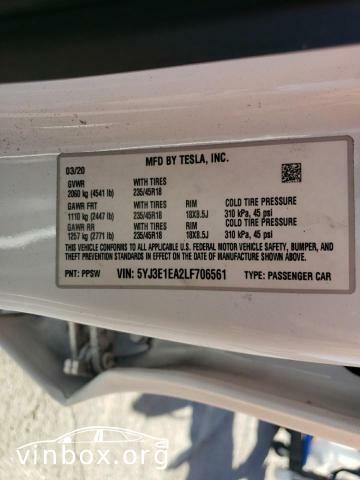 MFD BY TESLA, INC.
03/20
GVWR WITH TIRES
2060 kg (4541 lb) 235/45R18
GAWR FRT WITH TIRES RIM COLD TIRE PRESSURE
1110 kg (2447 lb) 235/45R18 18X8.5J 310 kPa, 45 psi
GAWR RR WITH TIRES RIM COLD TIRE PRESSURE
1257 kg (2771 lb) 235/45R18 18X8.5J 310 kPa, 45 psi
THIS VEHICLE CONFORMS TO ALL APPLICABLE U.S. FEDERAL MOTOR VEHICLE SAFETY, BUMPER, AND
THEFT PREVENTION STANDARDS IN EFFECT ON THE DATE OF MANUFACTURE SHOWN ABOVE.
PNT: PPSW VIN: 5YJ3E1EA2LF706561 TYPE: PASSENGER CAR
vinbox.org